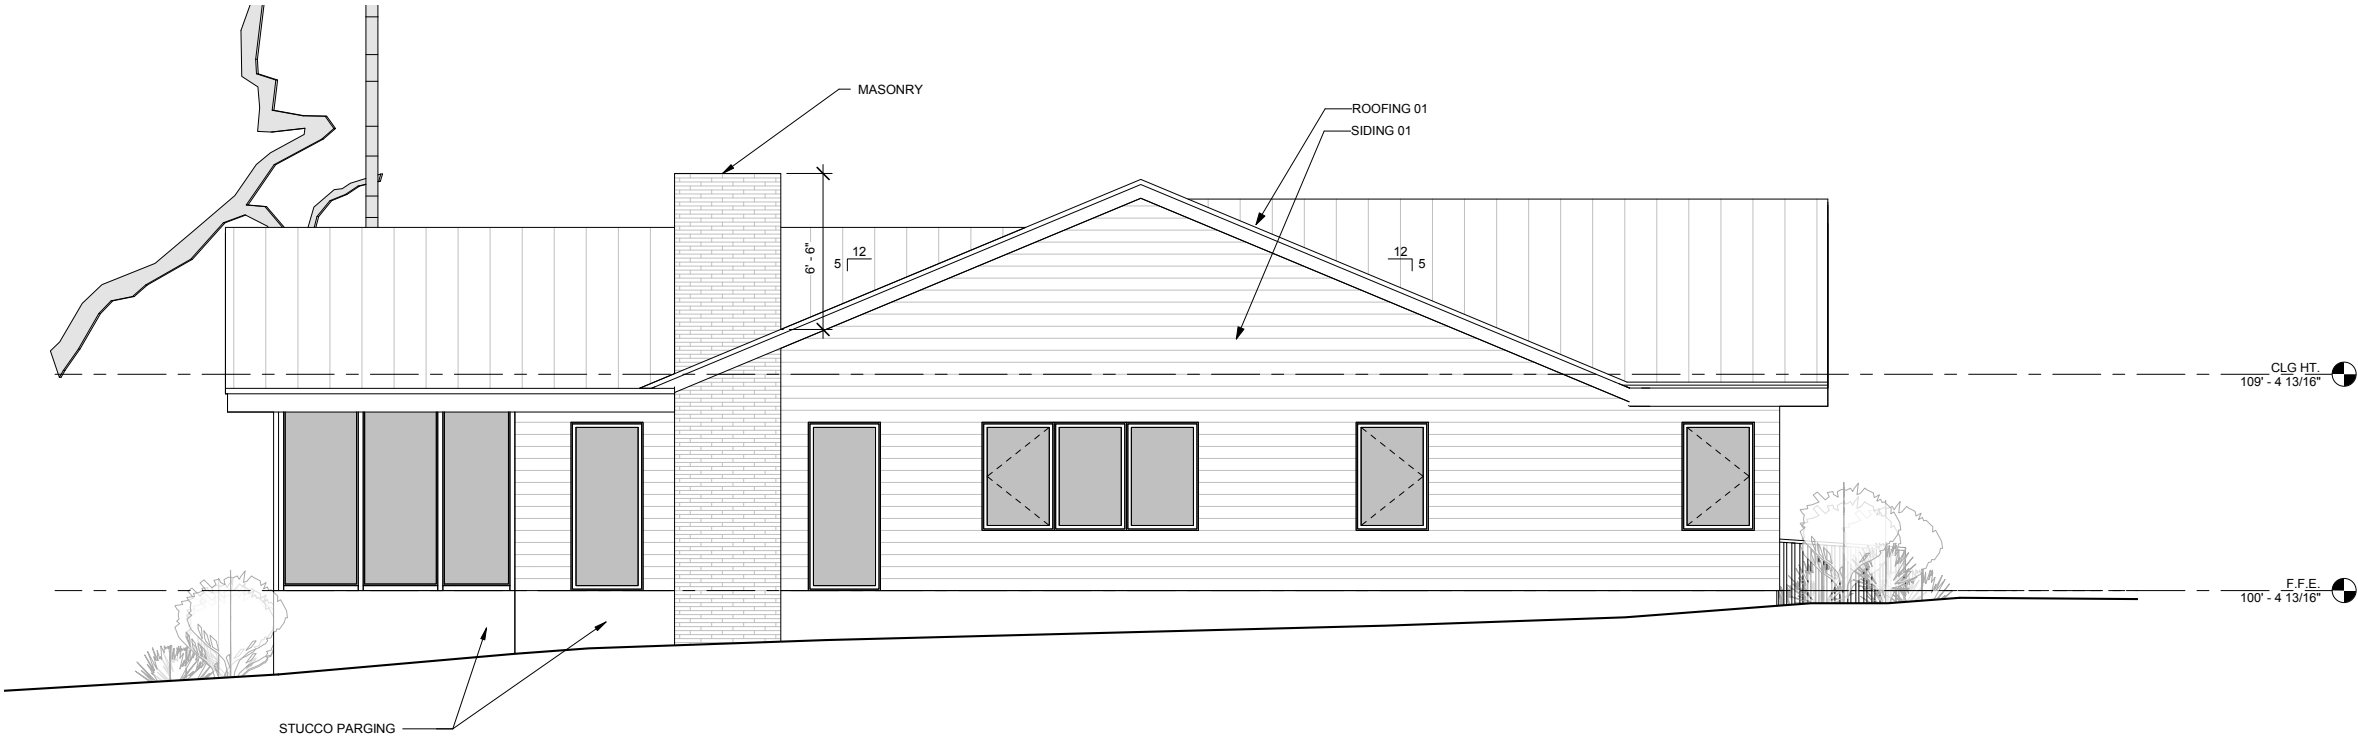 MASONRY
ROOFING 01
SIDING 01
6' - 6"
12
5
12
5
CLG HT.
109' - 4 13/16"
F.F.E.
100' - 4 13/16"
STUCCO PARGING